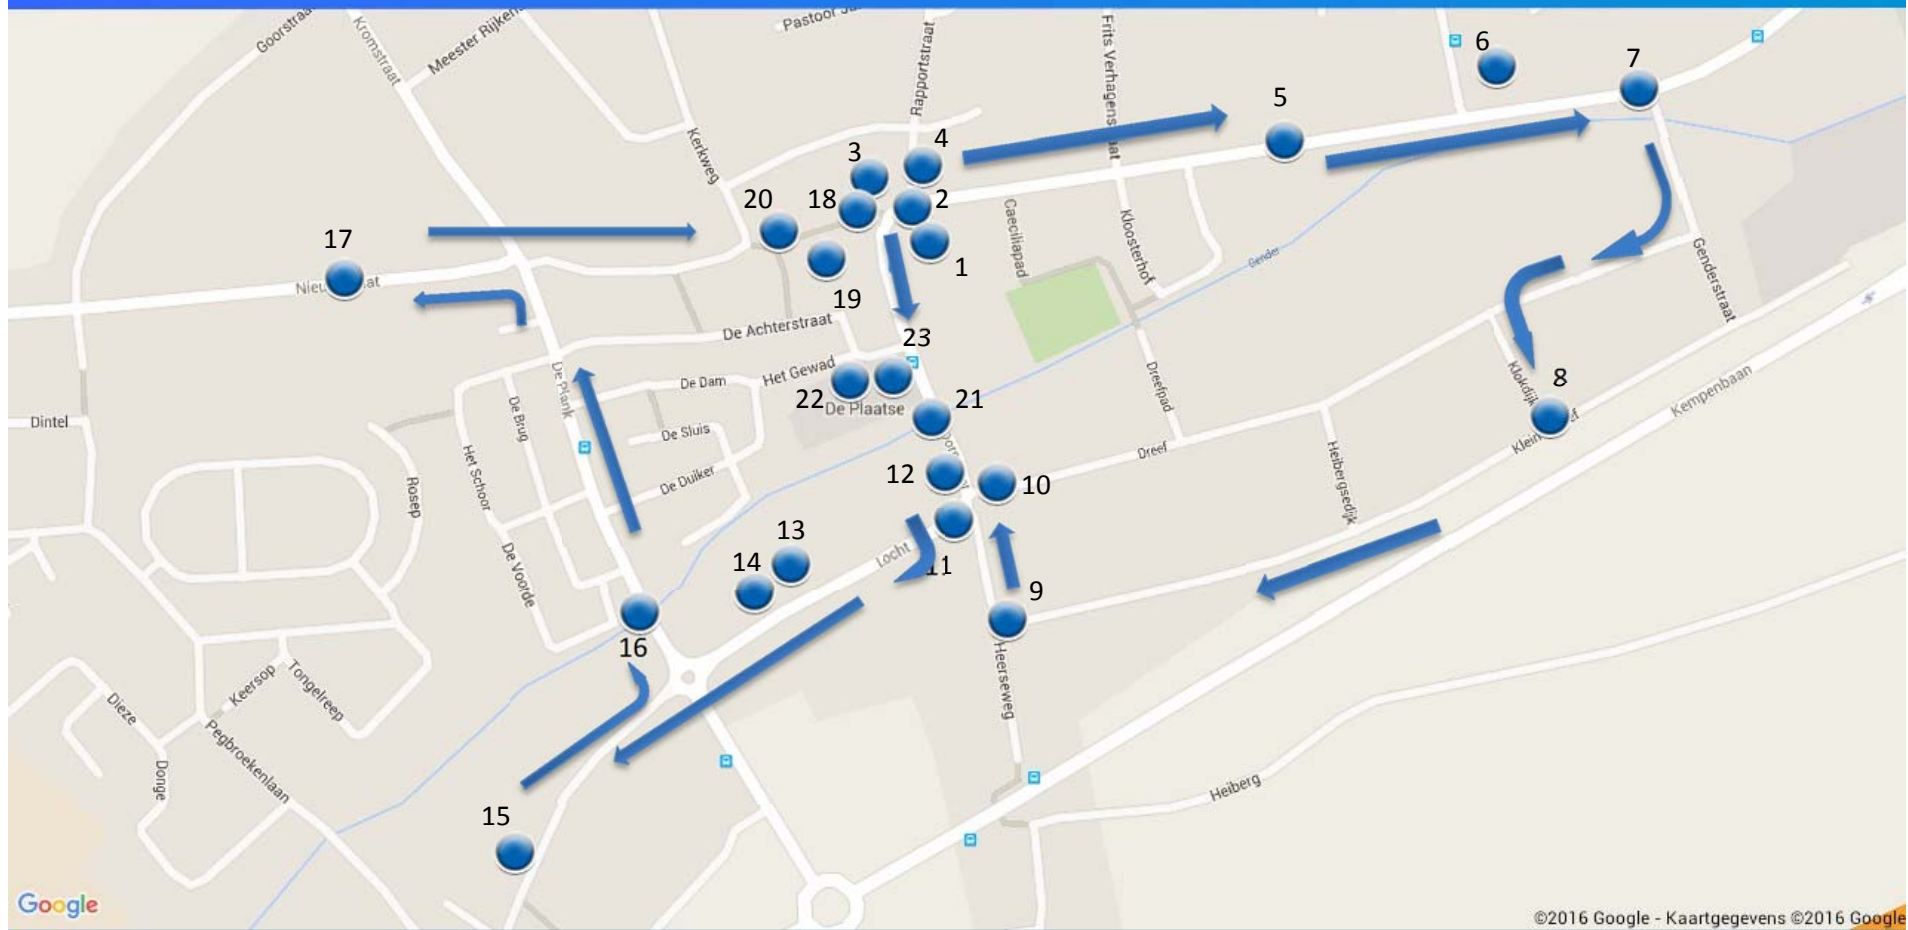 Goorstraa
Kromstraat
Meester Rijken
Pastoor
Rapportstraat
Frits Verhagenstraat
6
7
5
4
3
Kerkweg
20
18
2
17
1
Caeciliapad
Kloosterhof
Gender
Genderstraat
19
De Achterstraat
23
De Plank
De Dam
Het Gewad
22
De Plaatse
21
Dreefpad
Klokdijk
8
Klein
Kempenbaan
Dintel
De Brug
De Sluis
De Duiker
Het Schoor
Rosep
12
10
Dreef
Heibergsedijk
13
14
Locht
11
9
De Voorde
16
Heerseweg
Keersop
Tongelreep
Dieze
Pegbroekenlaan
Donge
Heiberg
15
Google
©2016 Google - Kaartgegevens ©2016 Google